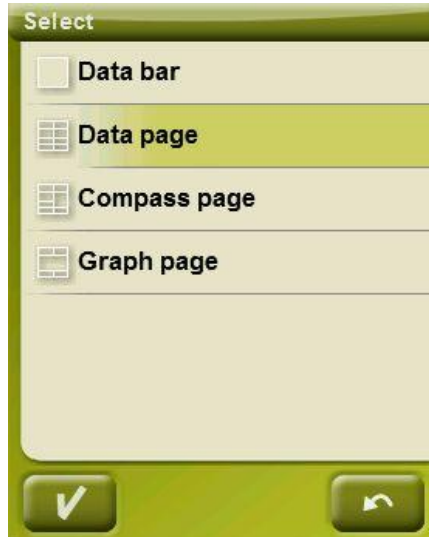 Select
Data bar
Data page
Compass page
Graph page